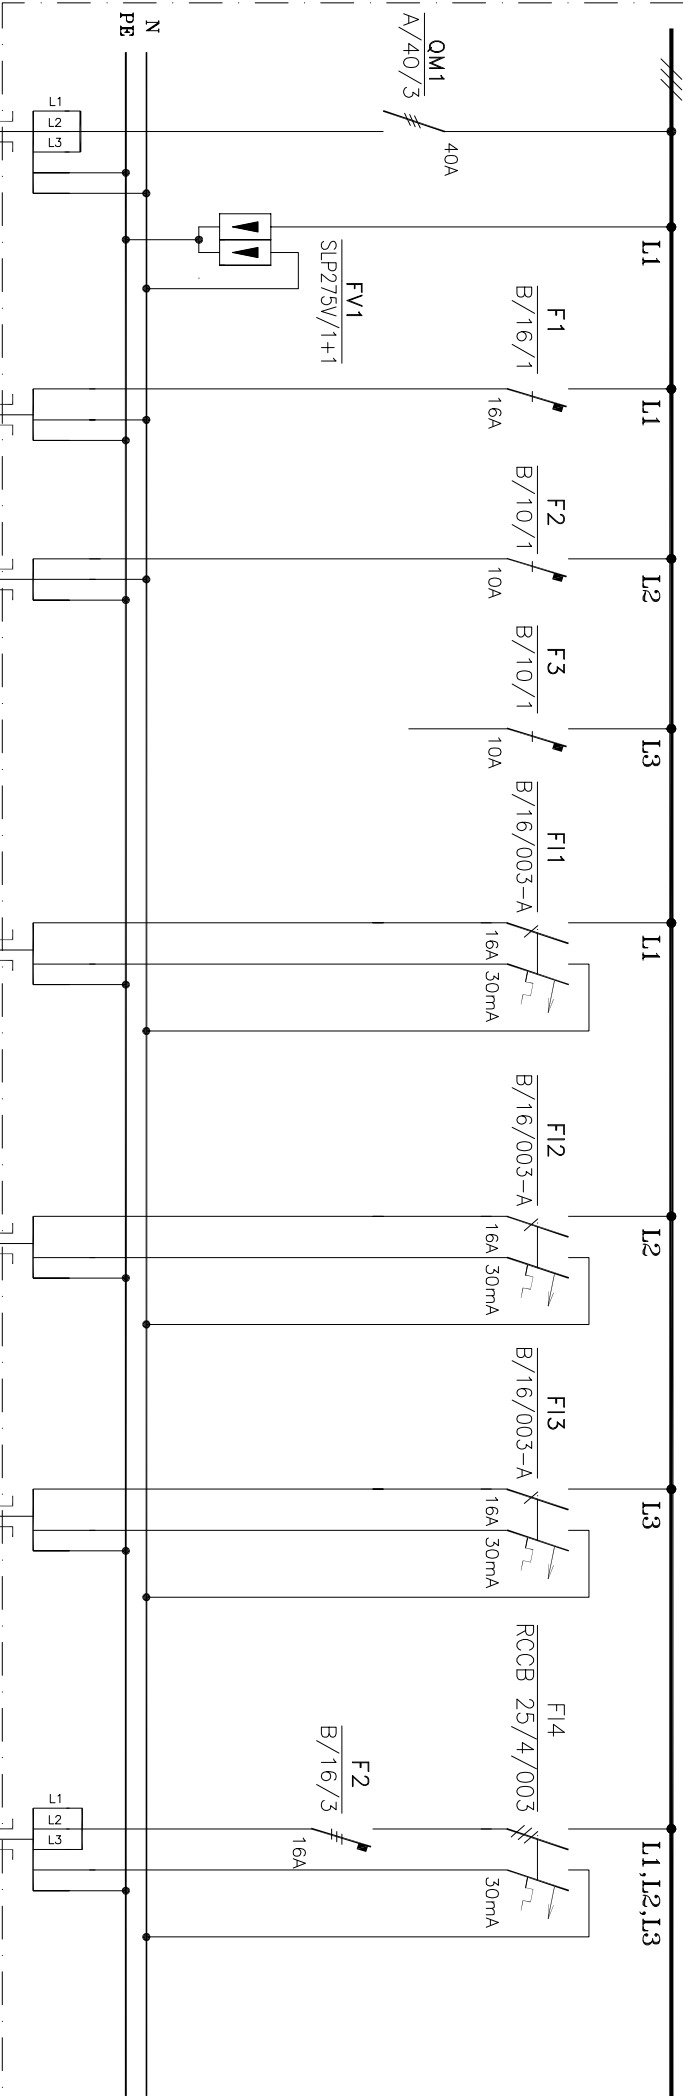 N
PE
L1
L2
L3
QM1
A/40/3
40A
L1
FV1
SLP275V/1+1
L1
F1
B/16/1
16A
L2
F2
B/10/1
10A
L3
F3
B/10/1
10A
L1
FI1
B/16/003-A
16A 30mA
L2
FI2
B/16/003-A
16A 30mA
L3
FI3
B/16/003-A
16A 30mA
L1,L2,L3
FI4
RCCB 25/4/003
30mA
F2
B/16/3
16A
L1
L2
L3